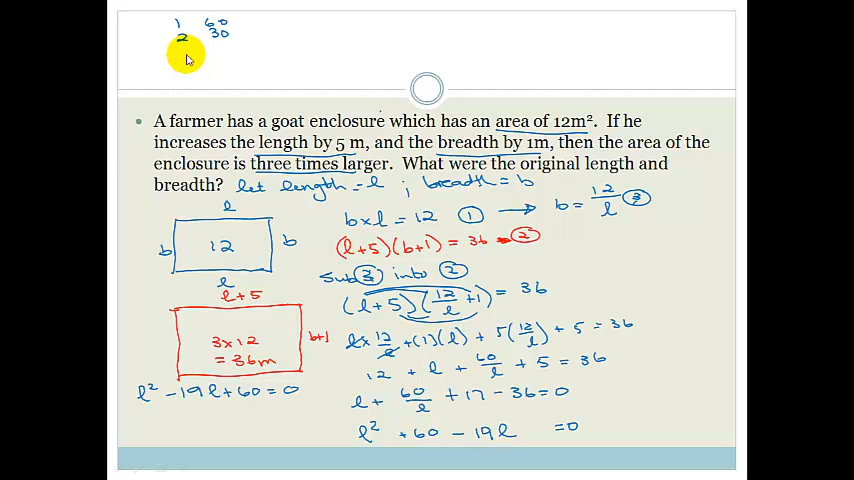 1 60
2 30
A farmer has a goat enclosure which has an area of 12m². If he
increases the length by 5 m, and the breadth by 1m, then the area of the
enclosure is three times larger. What were the original length and
breadth? let length = l ; breadth = b
l
b 12 b
l
b × l = 12 ① → b = 12/l ③
(l+5)(b+1) = 36 ②
sub ③ into ②
l+5
(l+5)(12/l +1) = 36
3×12
= 36m
b+1
l × 12/l + (1)(l) + 5(12/l) + 5 = 36
12 + l + 60/l + 5 = 36
l² - 19l + 60 = 0
l + 60/l + 17 - 36 = 0
l² + 60 - 19l = 0